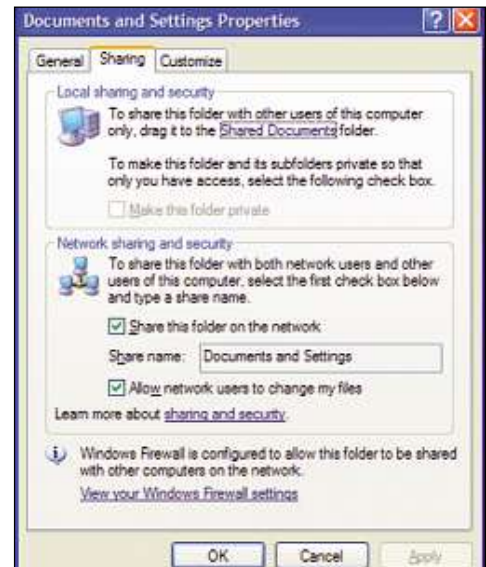 Documents and Settings Properties
General Sharing Customize
Local sharing and security
To share this folder with other users of this computer
only, drag it to the Shared Documents folder.
To make this folder and its subfolders private so that
only you have access, select the following check box.
Make this folder private
Network sharing and security
To share this folder with both network users and other
users of this computer, select the first check box below
and type a share name.
Share this folder on the network
Share name: Documents and Settings
Allow network users to change my files
Learn more about sharing and security.
Windows Firewall is configured to allow this folder to be shared
with other computers on the network.
View your Windows Firewall settings
OK Cancel Apply